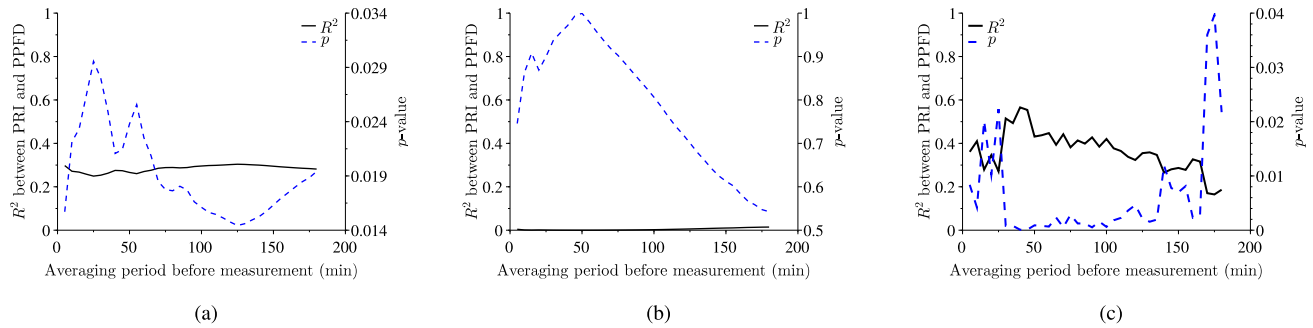 1
0.8
0.6
0.4
0.2
0
R² between PRI and PPFD
0 50 100 150 200
Averaging period before measurement (min)
0.034
0.029
0.024
0.019
0.014
p-value
R²
p
(a)
1
0.8
0.6
0.4
0.2
0
R² between PRI and PPFD
0 50 100 150 200
Averaging period before measurement (min)
1
0.9
0.8
0.7
0.6
0.5
p-value
R²
p
(b)
1
0.8
0.6
0.4
0.2
0
R² between PRI and PPFD
0 50 100 150 200
Averaging period before measurement (min)
0.04
0.03
0.02
0.01
0
p-value
R²
p
(c)